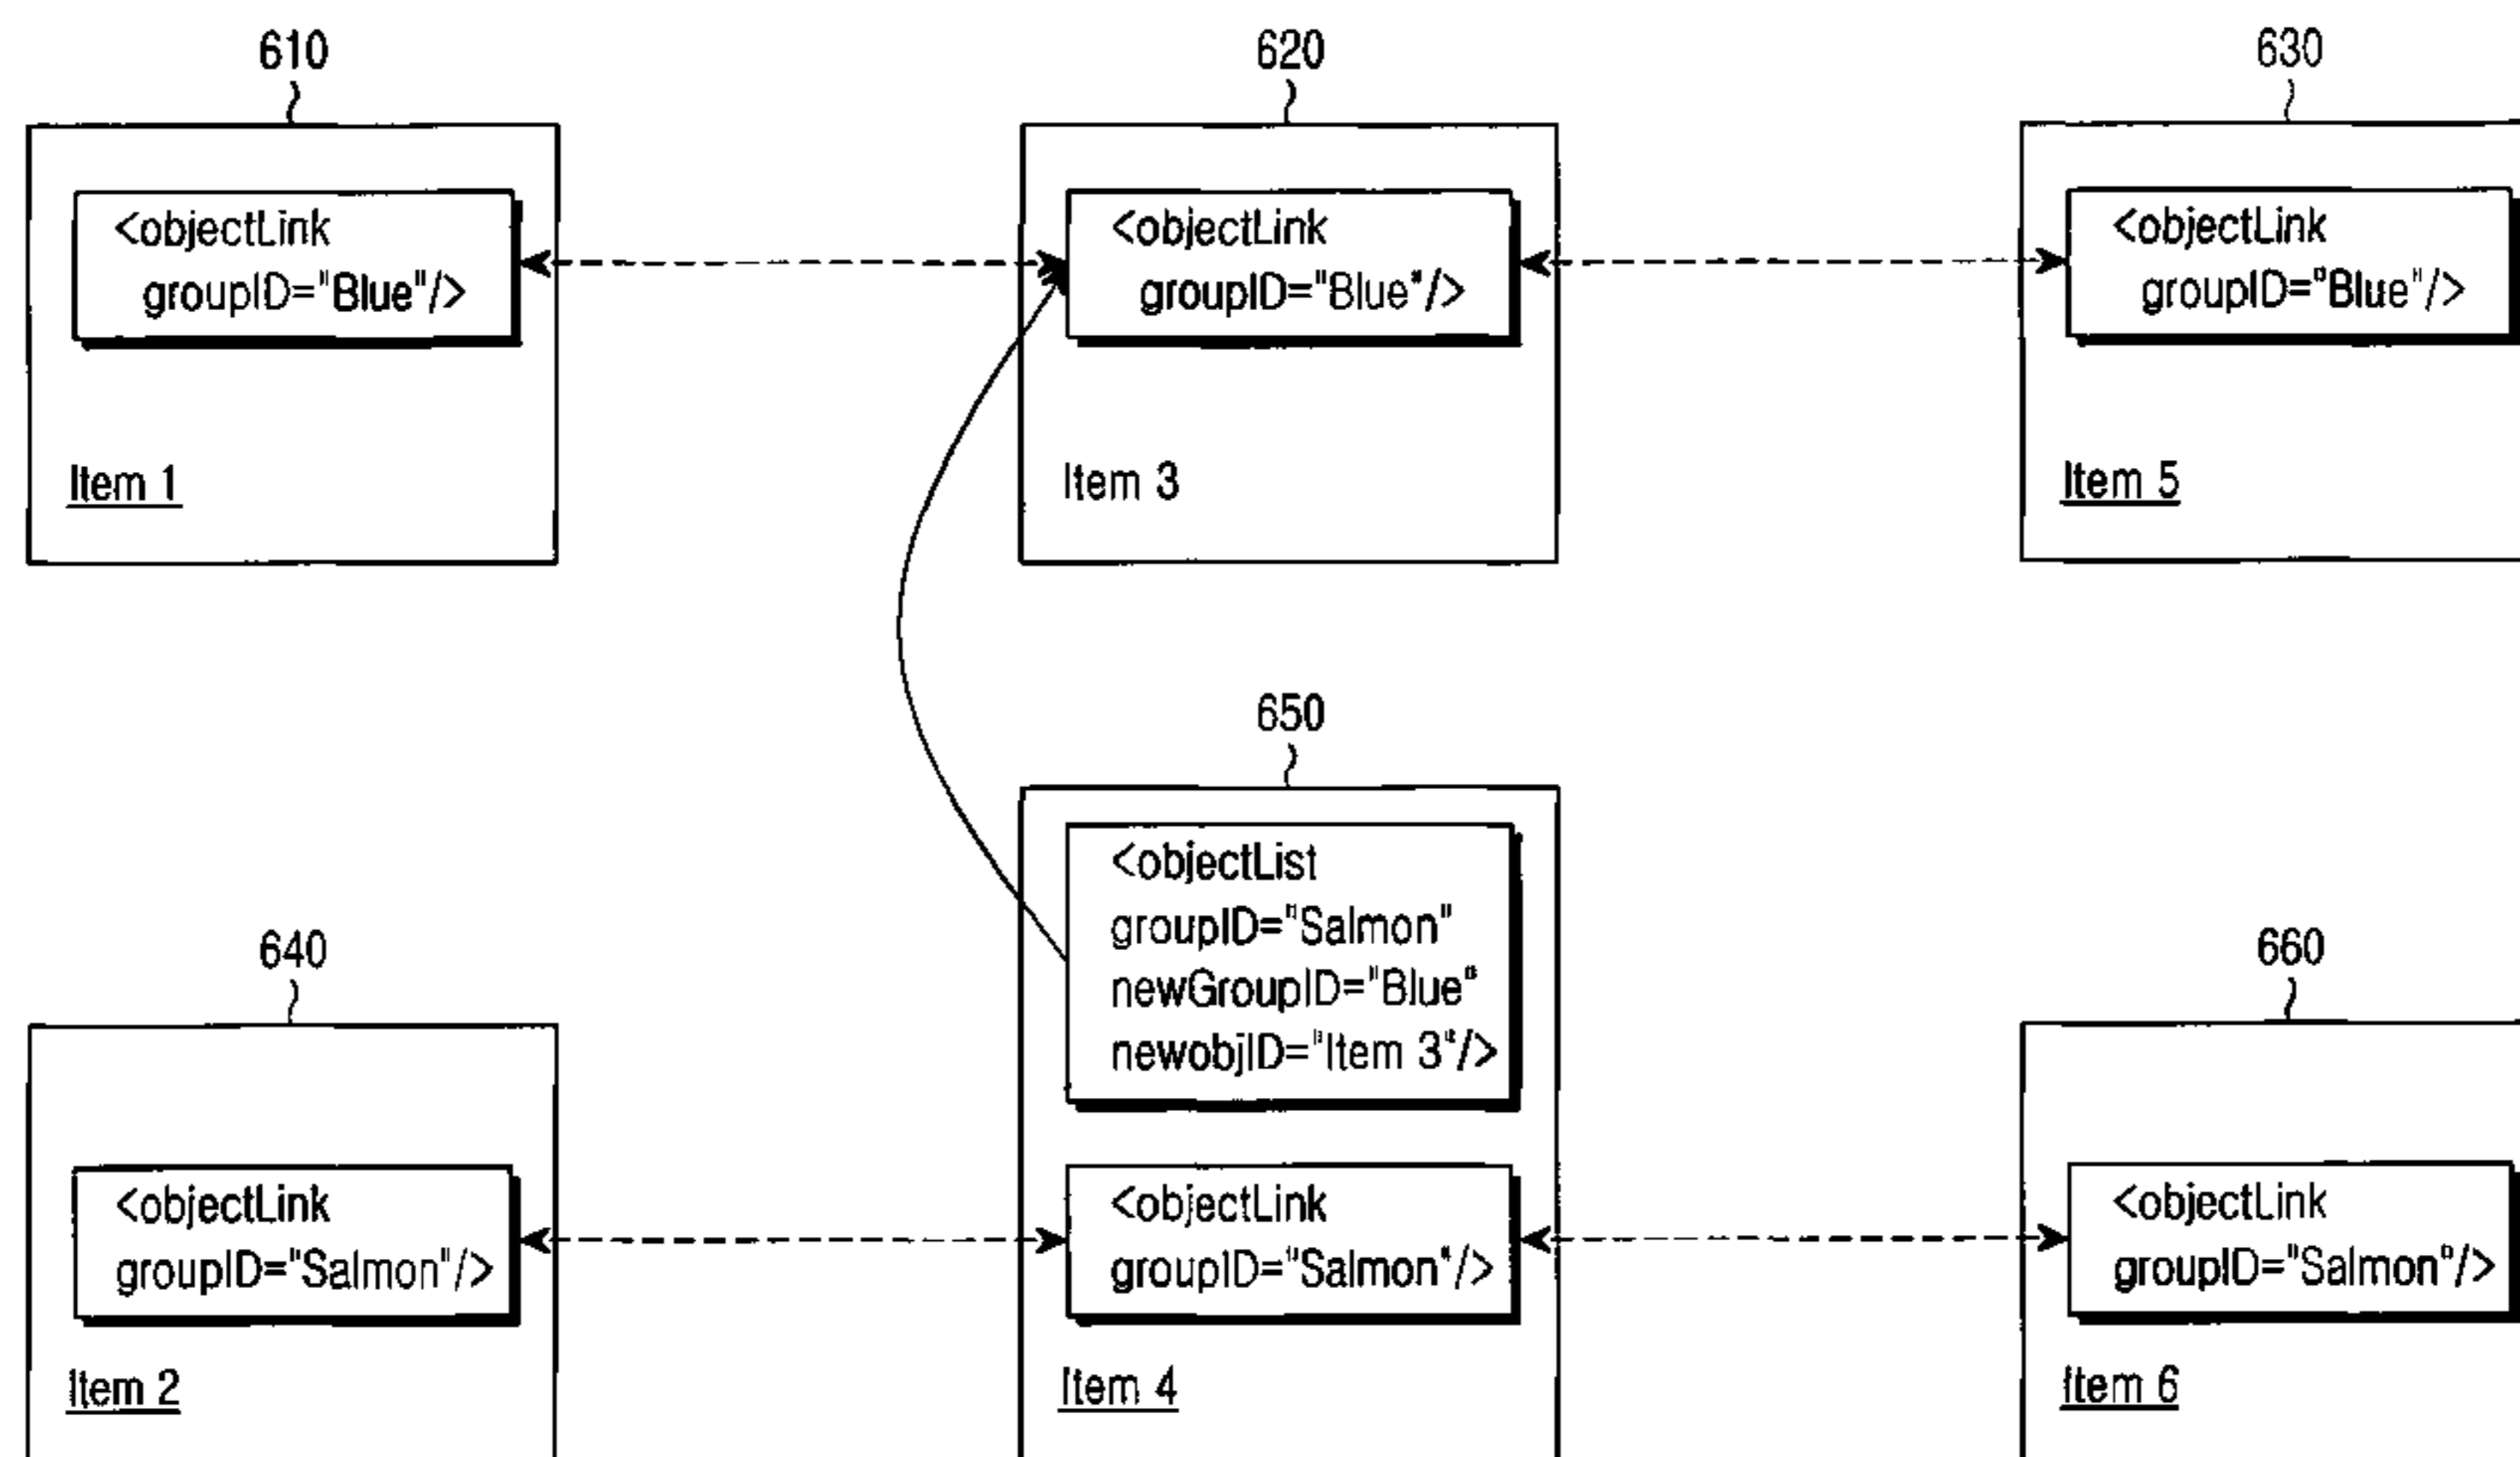 610
620
630
<objectLink
groupID="Blue"/>
<objectLink
groupID="Blue"/>
<objectLink
groupID="Blue"/>
Item 1
Item 3
Item 5
650
<objectList
groupID="Salmon"
newGroupID="Blue"
newobjID="Item 3"/>
640
660
<objectLink
groupID="Salmon"/>
<objectLink
groupID="Salmon"/>
<objectLink
groupID="Salmon"/>
Item 2
Item 4
Item 6